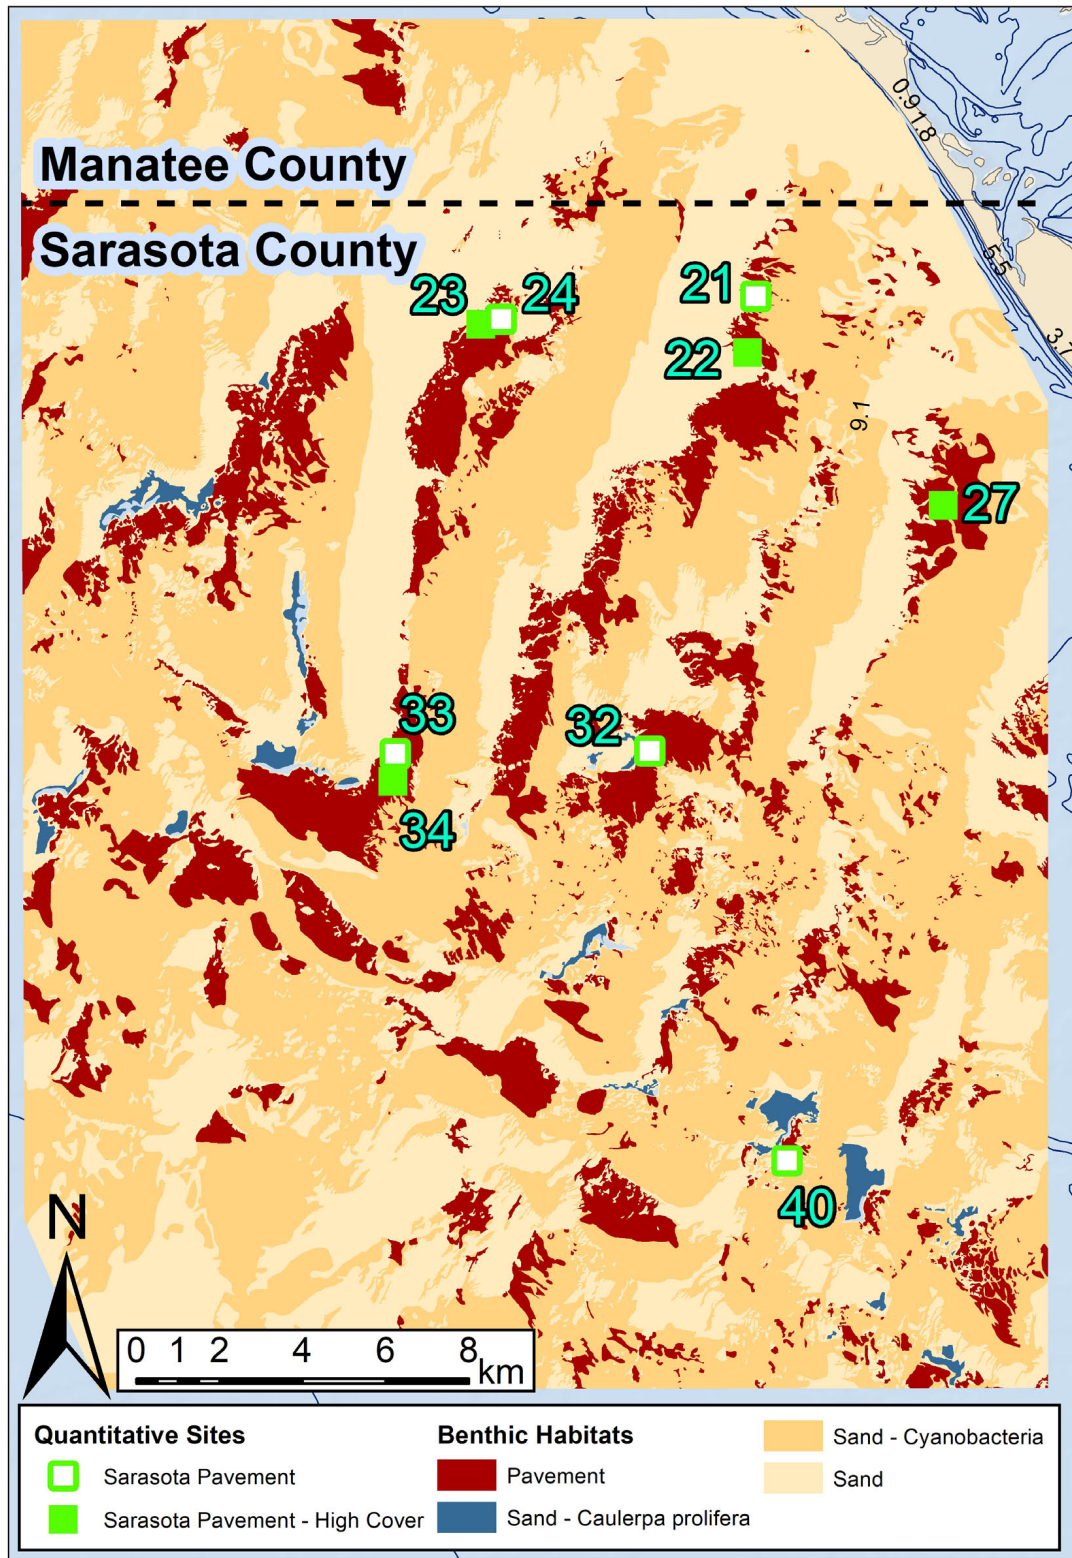 0.9
1.8
Manatee County
Sarasota County
5.5
23
24
21
3.7
22
9.1
27
33
32
34
40
N
0 1 2 4 6 8 km
Quantitative Sites
Sarasota Pavement
Sarasota Pavement - High Cover
Benthic Habitats
Pavement
Sand - Caulerpa prolifera
Sand - Cyanobacteria
Sand